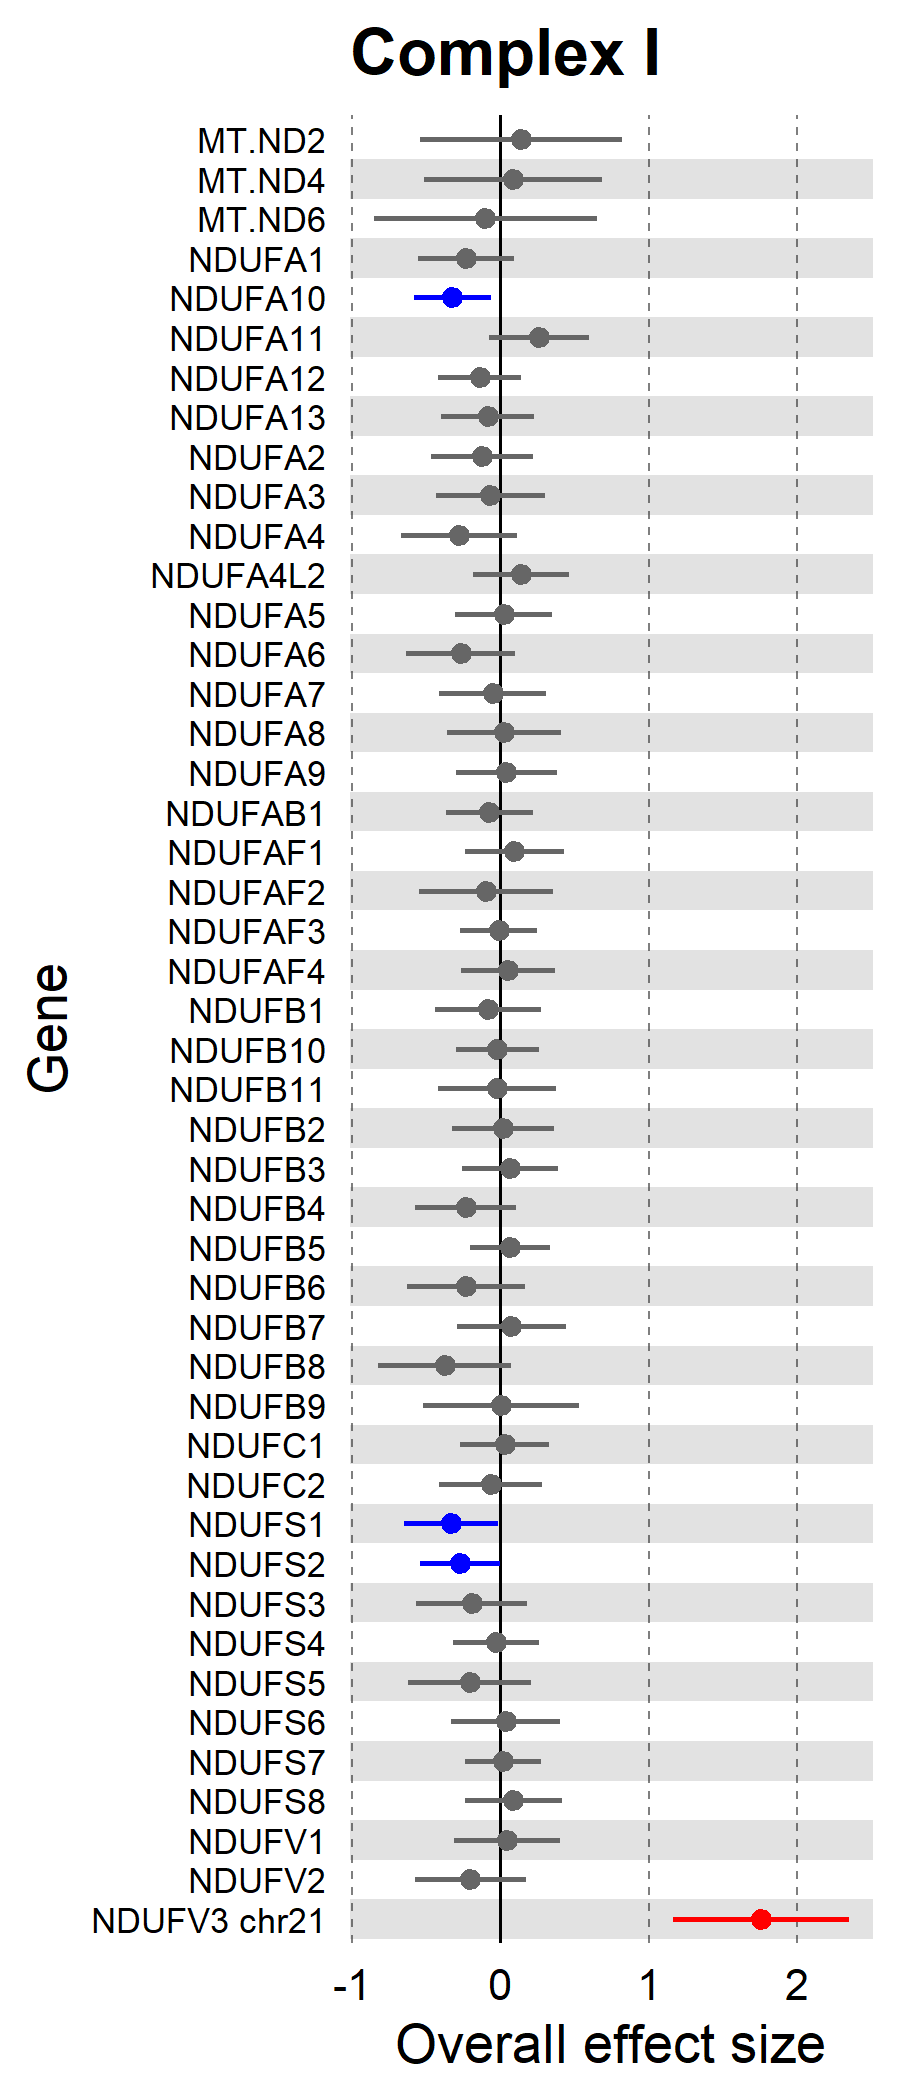 Complex I
MT.ND2
MT.ND4
MT.ND6
NDUFA1
NDUFA10
NDUFA11
NDUFA12
NDUFA13
NDUFA2
NDUFA3
NDUFA4
NDUFA4L2
NDUFA5
NDUFA6
NDUFA7
NDUFA8
NDUFA9
NDUFAB1
NDUFAF1
NDUFAF2
NDUFAF3
NDUFAF4
NDUFB1
NDUFB10
NDUFB11
NDUFB2
NDUFB3
NDUFB4
NDUFB5
NDUFB6
NDUFB7
NDUFB8
NDUFB9
NDUFC1
NDUFC2
NDUFS1
NDUFS2
NDUFS3
NDUFS4
NDUFS5
NDUFS6
NDUFS7
NDUFS8
NDUFV1
NDUFV2
NDUFV3 chr21
Gene
-1 0 1 2
Overall effect size